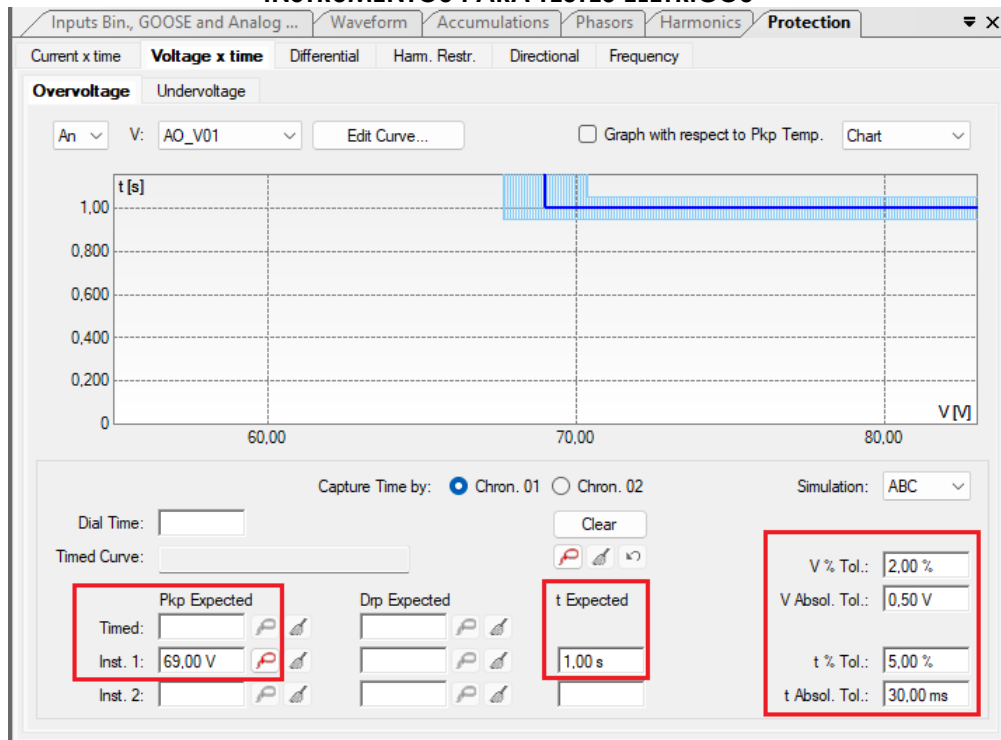 INSTRUMENTOS PARA TESTES ELÉTRICOS
Inputs Bin., GOOSE and Analog ... Waveform Accumulations Phasors Harmonics Protection
Current x time Voltage x time Differential Harm. Restr. Directional Frequency
Overvoltage Undervoltage
An V: AO_V01 Edit Curve... Graph with respect to Pkp Temp. Chart
t [s]
1,00
0,800
0,600
0,400
0,200
0
V [V]
60,00 70,00 80,00
Capture Time by: Chron. 01 Chron. 02 Simulation: ABC
Dial Time: Clear
Timed Curve:
V % Tol.: 2,00 %
Pkp Expected Drp Expected t Expected V Absol. Tol.: 0,50 V
Timed:
Inst. 1: 69,00 V 1,00 s t % Tol.: 5,00 %
Inst. 2: t Absol. Tol.: 30,00 ms